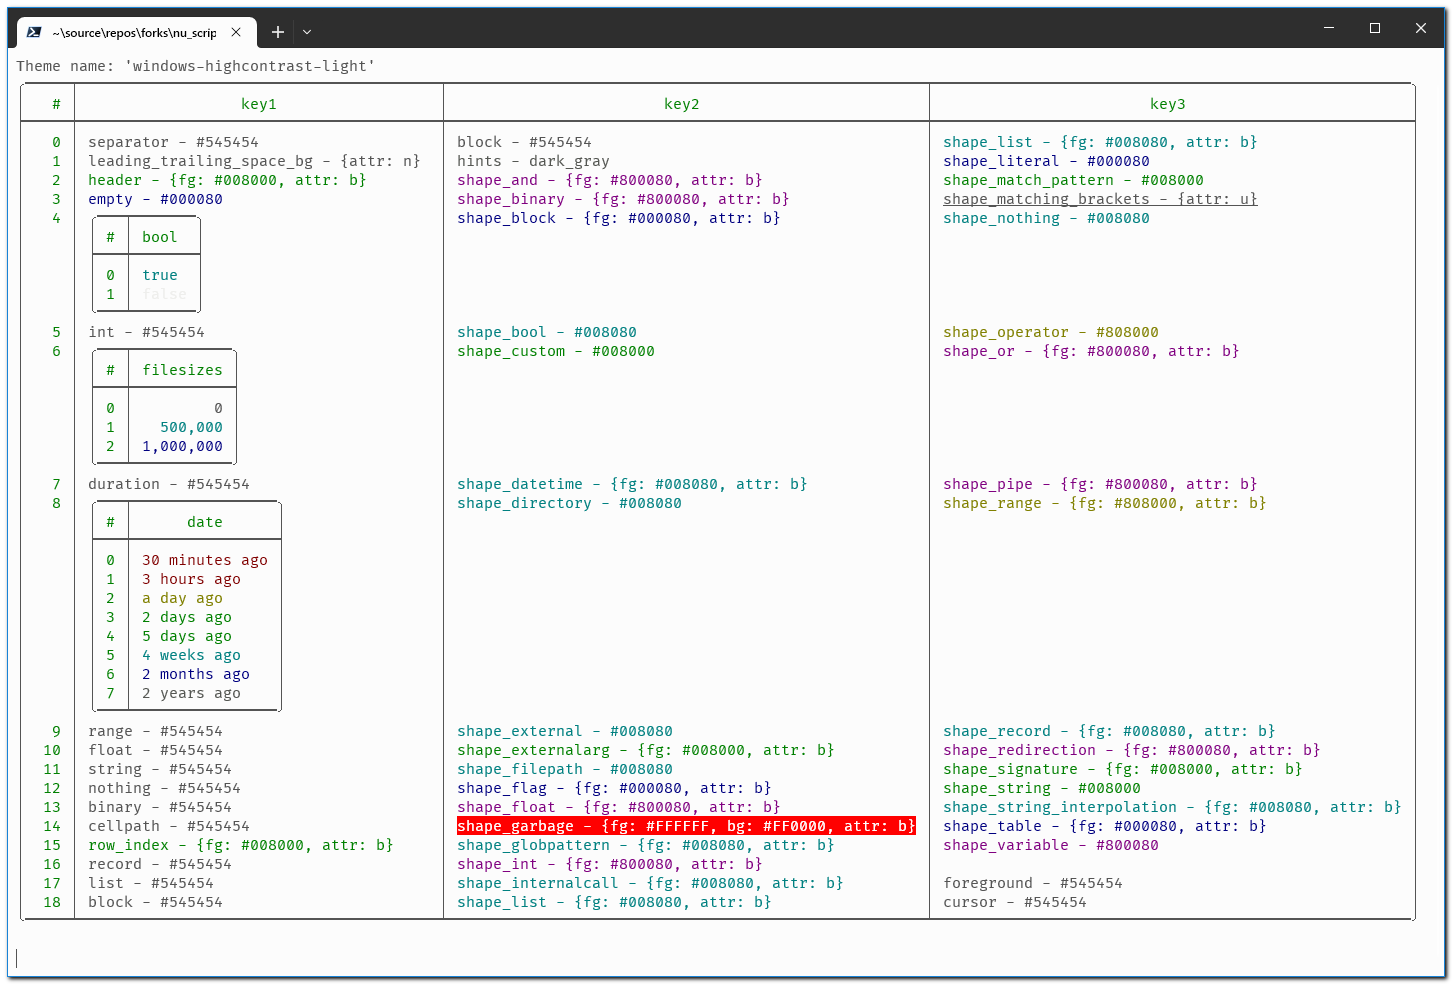 ~\source\repos\forks\nu_scrip
Theme name: 'windows-highcontrast-light'
# key1 key2 key3
0 separator - #545454 block - #545454 shape_list - {fg: #008080, attr: b}
1 leading_trailing_space_bg - {attr: n} hints - dark_gray shape_literal - #000080
2 header - {fg: #008000, attr: b} shape_and - {fg: #800080, attr: b} shape_match_pattern - #008000
3 empty - #000080 shape_binary - {fg: #800080, attr: b} shape_matching_brackets - {attr: u}
4 shape_block - {fg: #000080, attr: b} shape_nothing - #008080
# bool
0 true
1 false
5 int - #545454 shape_bool - #008080 shape_operator - #808000
6 shape_custom - #008000 shape_or - {fg: #800080, attr: b}
# filesizes
0 0
1 500,000
2 1,000,000
7 duration - #545454 shape_datetime - {fg: #008080, attr: b} shape_pipe - {fg: #800080, attr: b}
8 shape_directory - #008080 shape_range - {fg: #808000, attr: b}
# date
0 30 minutes ago
1 3 hours ago
2 a day ago
3 2 days ago
4 5 days ago
5 4 weeks ago
6 2 months ago
7 2 years ago
9 range - #545454 shape_external - #008080 shape_record - {fg: #008080, attr: b}
10 float - #545454 shape_externalarg - {fg: #008000, attr: b} shape_redirection - {fg: #800080, attr: b}
11 string - #545454 shape_filepath - #008080 shape_signature - {fg: #008000, attr: b}
12 nothing - #545454 shape_flag - {fg: #000080, attr: b} shape_string - #008000
13 binary - #545454 shape_float - {fg: #800080, attr: b} shape_string_interpolation - {fg: #008080, attr: b}
14 cellpath - #545454 shape_garbage - {fg: #FFFFFF, bg: #FF0000, attr: b} shape_table - {fg: #000080, attr: b}
15 row_index - {fg: #008000, attr: b} shape_globpattern - {fg: #008080, attr: b} shape_variable - #800080
16 record - #545454 shape_int - {fg: #800080, attr: b}
17 list - #545454 shape_internalcall - {fg: #008080, attr: b} foreground - #545454
18 block - #545454 shape_list - {fg: #008080, attr: b} cursor - #545454